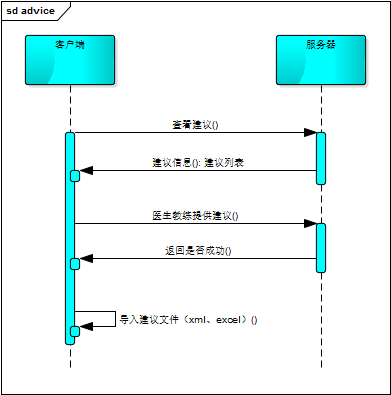 sd advice
客户端
服务器
查看建议()
建议信息(): 建议列表
医生教练提供建议()
返回是否成功()
导入建议文件（xml、excel）()